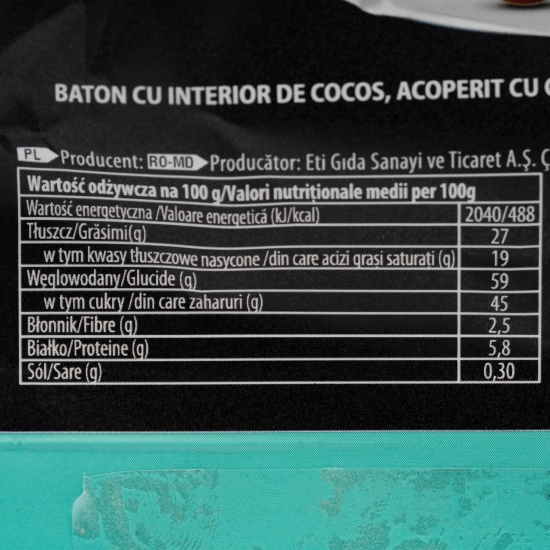 BATON CU INTERIOR DE COCOS, ACOPERIT CU
PL Producent: RO-MD Producător: Eti Gıda Sanayi ve Ticaret A.Ş.
Wartość odżywcza na 100 g/Valori nutriționale medii per 100g
Wartość energetyczna /Valoare energetică (kJ/kcal) 2040/488
Tłuszcz/Grăsimi(g) 27
w tym kwasy tłuszczowe nasycone /din care acizi grași saturați (g) 19
Węglowodany/Glucide (g) 59
w tym cukry /din care zaharuri (g) 45
Błonnik/Fibre (g) 2,5
Białko/Proteine (g) 5,8
Sól/Sare (g) 0,30